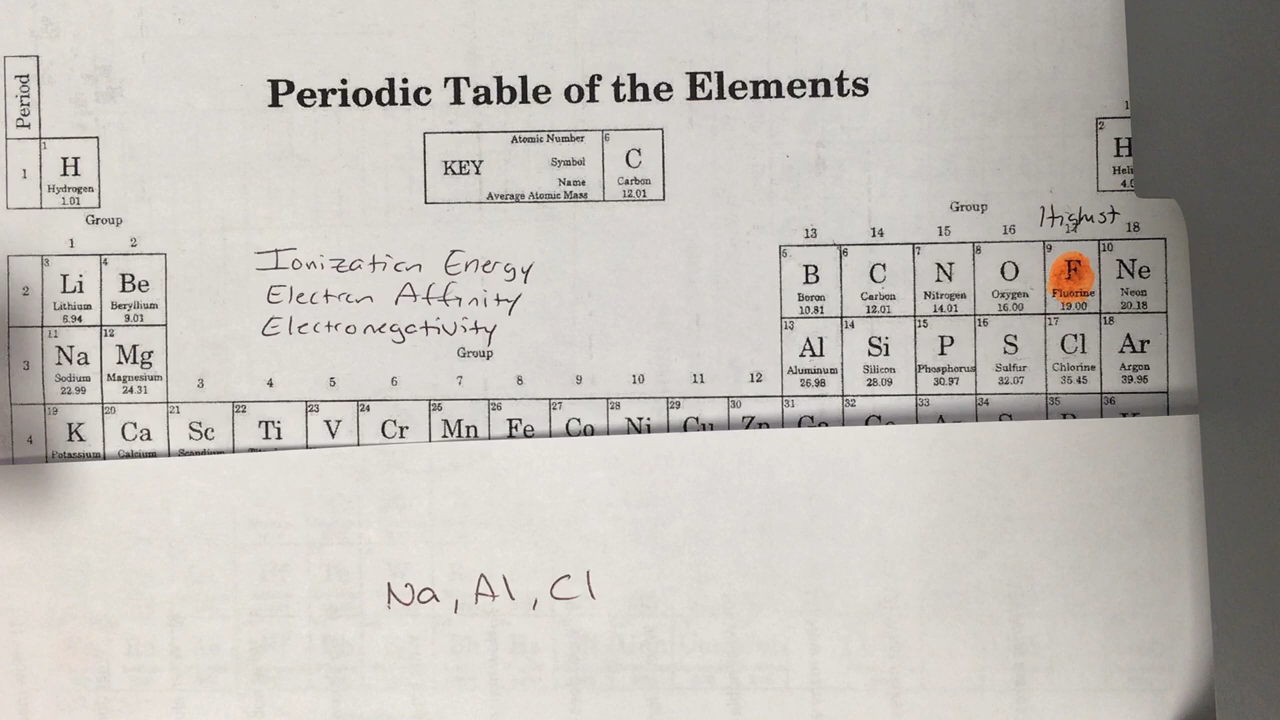 Period
Periodic Table of the Elements
KEY
Atomic Number
Symbol
Name
Average Atomic Mass
6
C
Carbon
12.01
1
1
H
Hydrogen
1.01
2
Group
1 2
Group
13 14 15 16 17 18
Highest
2
3
Li
Lithium
6.94
4
Be
Beryllium
9.01
Ionization Energy
Electron Affinity
Electronegativity
5
B
Boron
10.81
6
C
Carbon
12.01
7
N
Nitrogen
14.01
8
O
Oxygen
16.00
9
F
Fluorine
19.00
10
Ne
Neon
20.18
3
11
Na
Sodium
22.99
12
Mg
Magnesium
24.31
Group
3 4 5 6 7 8 9 10 11 12
13
Al
Aluminum
26.98
14
Si
Silicon
28.09
15
P
Phosphorus
30.97
16
S
Sulfur
32.07
17
Cl
Chlorine
35.45
18
Ar
Argon
39.95
4
19 20 21 22 23 24 25 26 27 28 29 30 31 32 33 34 35 36
K Ca Sc Ti V Cr Mn Fe Co Ni Cu Zn
Potassium Calcium Scandium
Na, Al, Cl